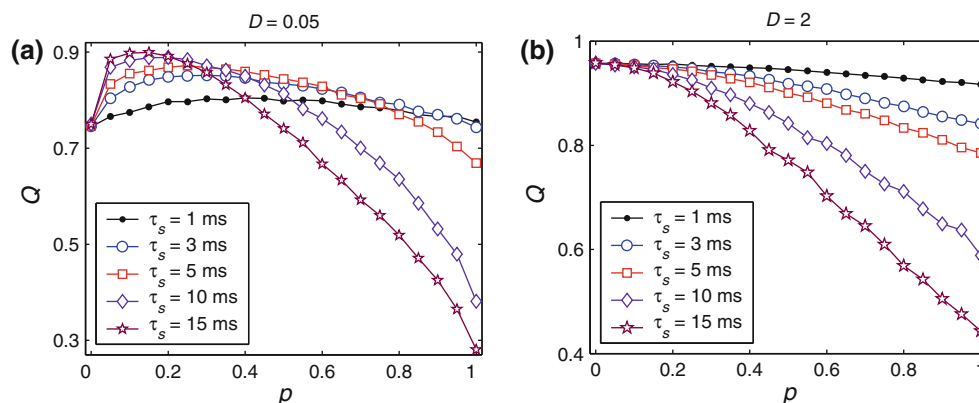 D = 0.05
(a)
0.9
0.7
0.5
0.3
Q
τs = 1 ms
τs = 3 ms
τs = 5 ms
τs = 10 ms
τs = 15 ms
0
0.2
0.4
0.6
0.8
1
p
D = 2
(b)
1
0.8
0.6
0.4
Q
τs = 1 ms
τs = 3 ms
τs = 5 ms
τs = 10 ms
τs = 15 ms
0
0.2
0.4
0.6
0.8
1
p